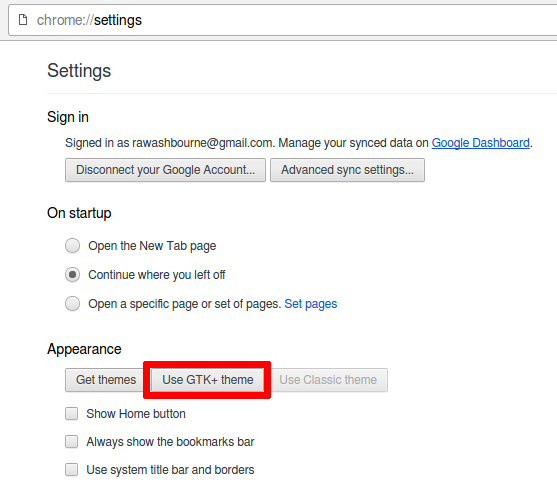 chrome://settings
Settings
Sign in
Signed in as rawashbourne@gmail.com. Manage your synced data on Google Dashboard.
Disconnect your Google Account... Advanced sync settings...
On startup
Open the New Tab page
Continue where you left off
Open a specific page or set of pages. Set pages
Appearance
Get themes Use GTK+ theme Use Classic theme
Show Home button
Always show the bookmarks bar
Use system title bar and borders